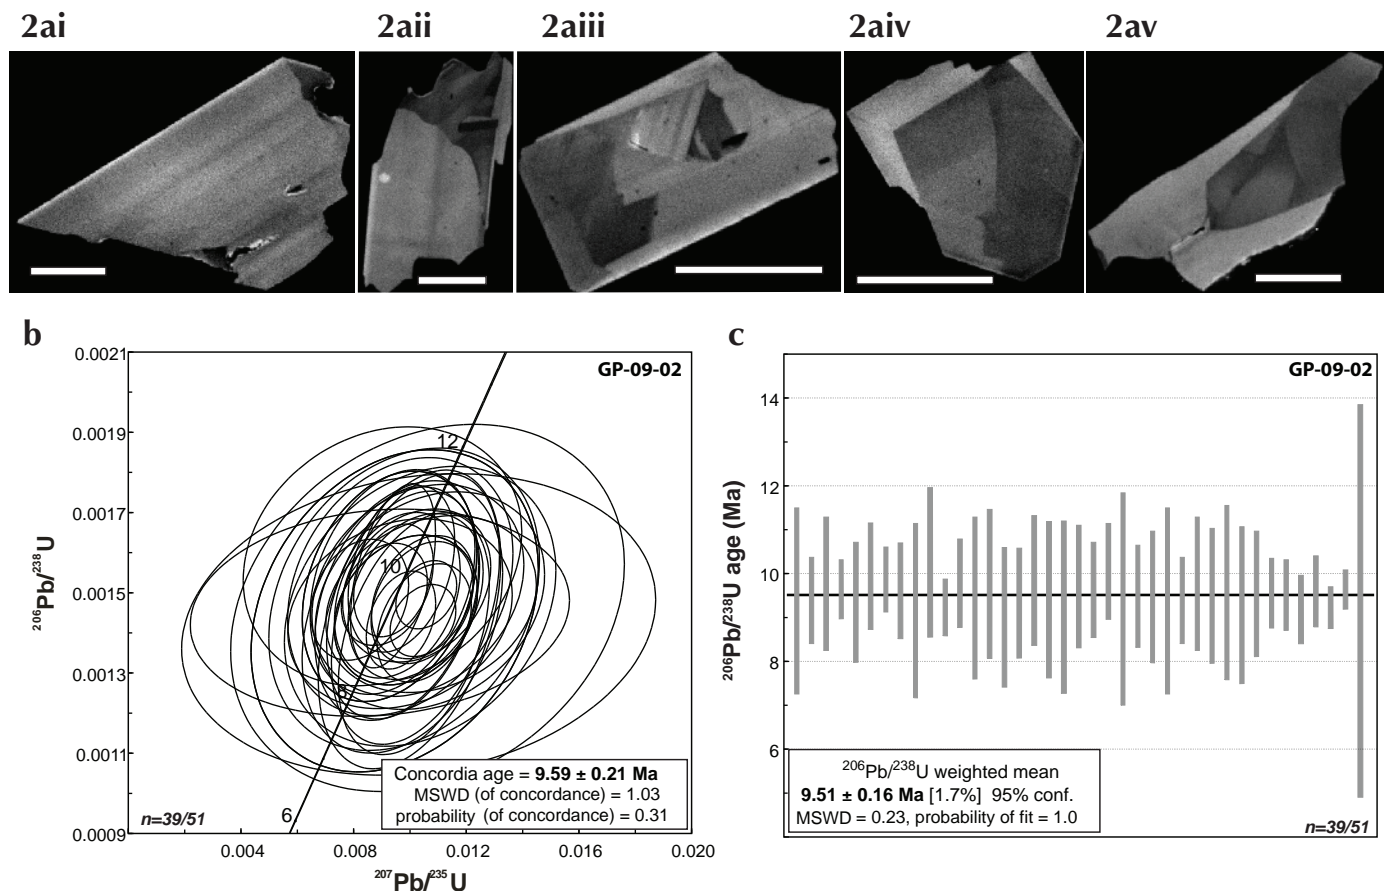 2ai 2aii 2aiii 2aiv 2av
b
GP-09-02
0.0021
0.0019
0.0017
0.0015
0.0013
0.0011
0.0009
206Pb/238U
12
10
8
6
Concordia age = 9.59 ± 0.21 Ma
MSWD (of concordance) = 1.03
probability (of concordance) = 0.31
n=39/51
0.004 0.008 0.012 0.016 0.020
207Pb/235U
c
GP-09-02
14
12
10
8
6
206Pb/238U age (Ma)
206Pb/238U weighted mean
9.51 ± 0.16 Ma [1.7%] 95% conf.
MSWD = 0.23, probability of fit = 1.0
n=39/51